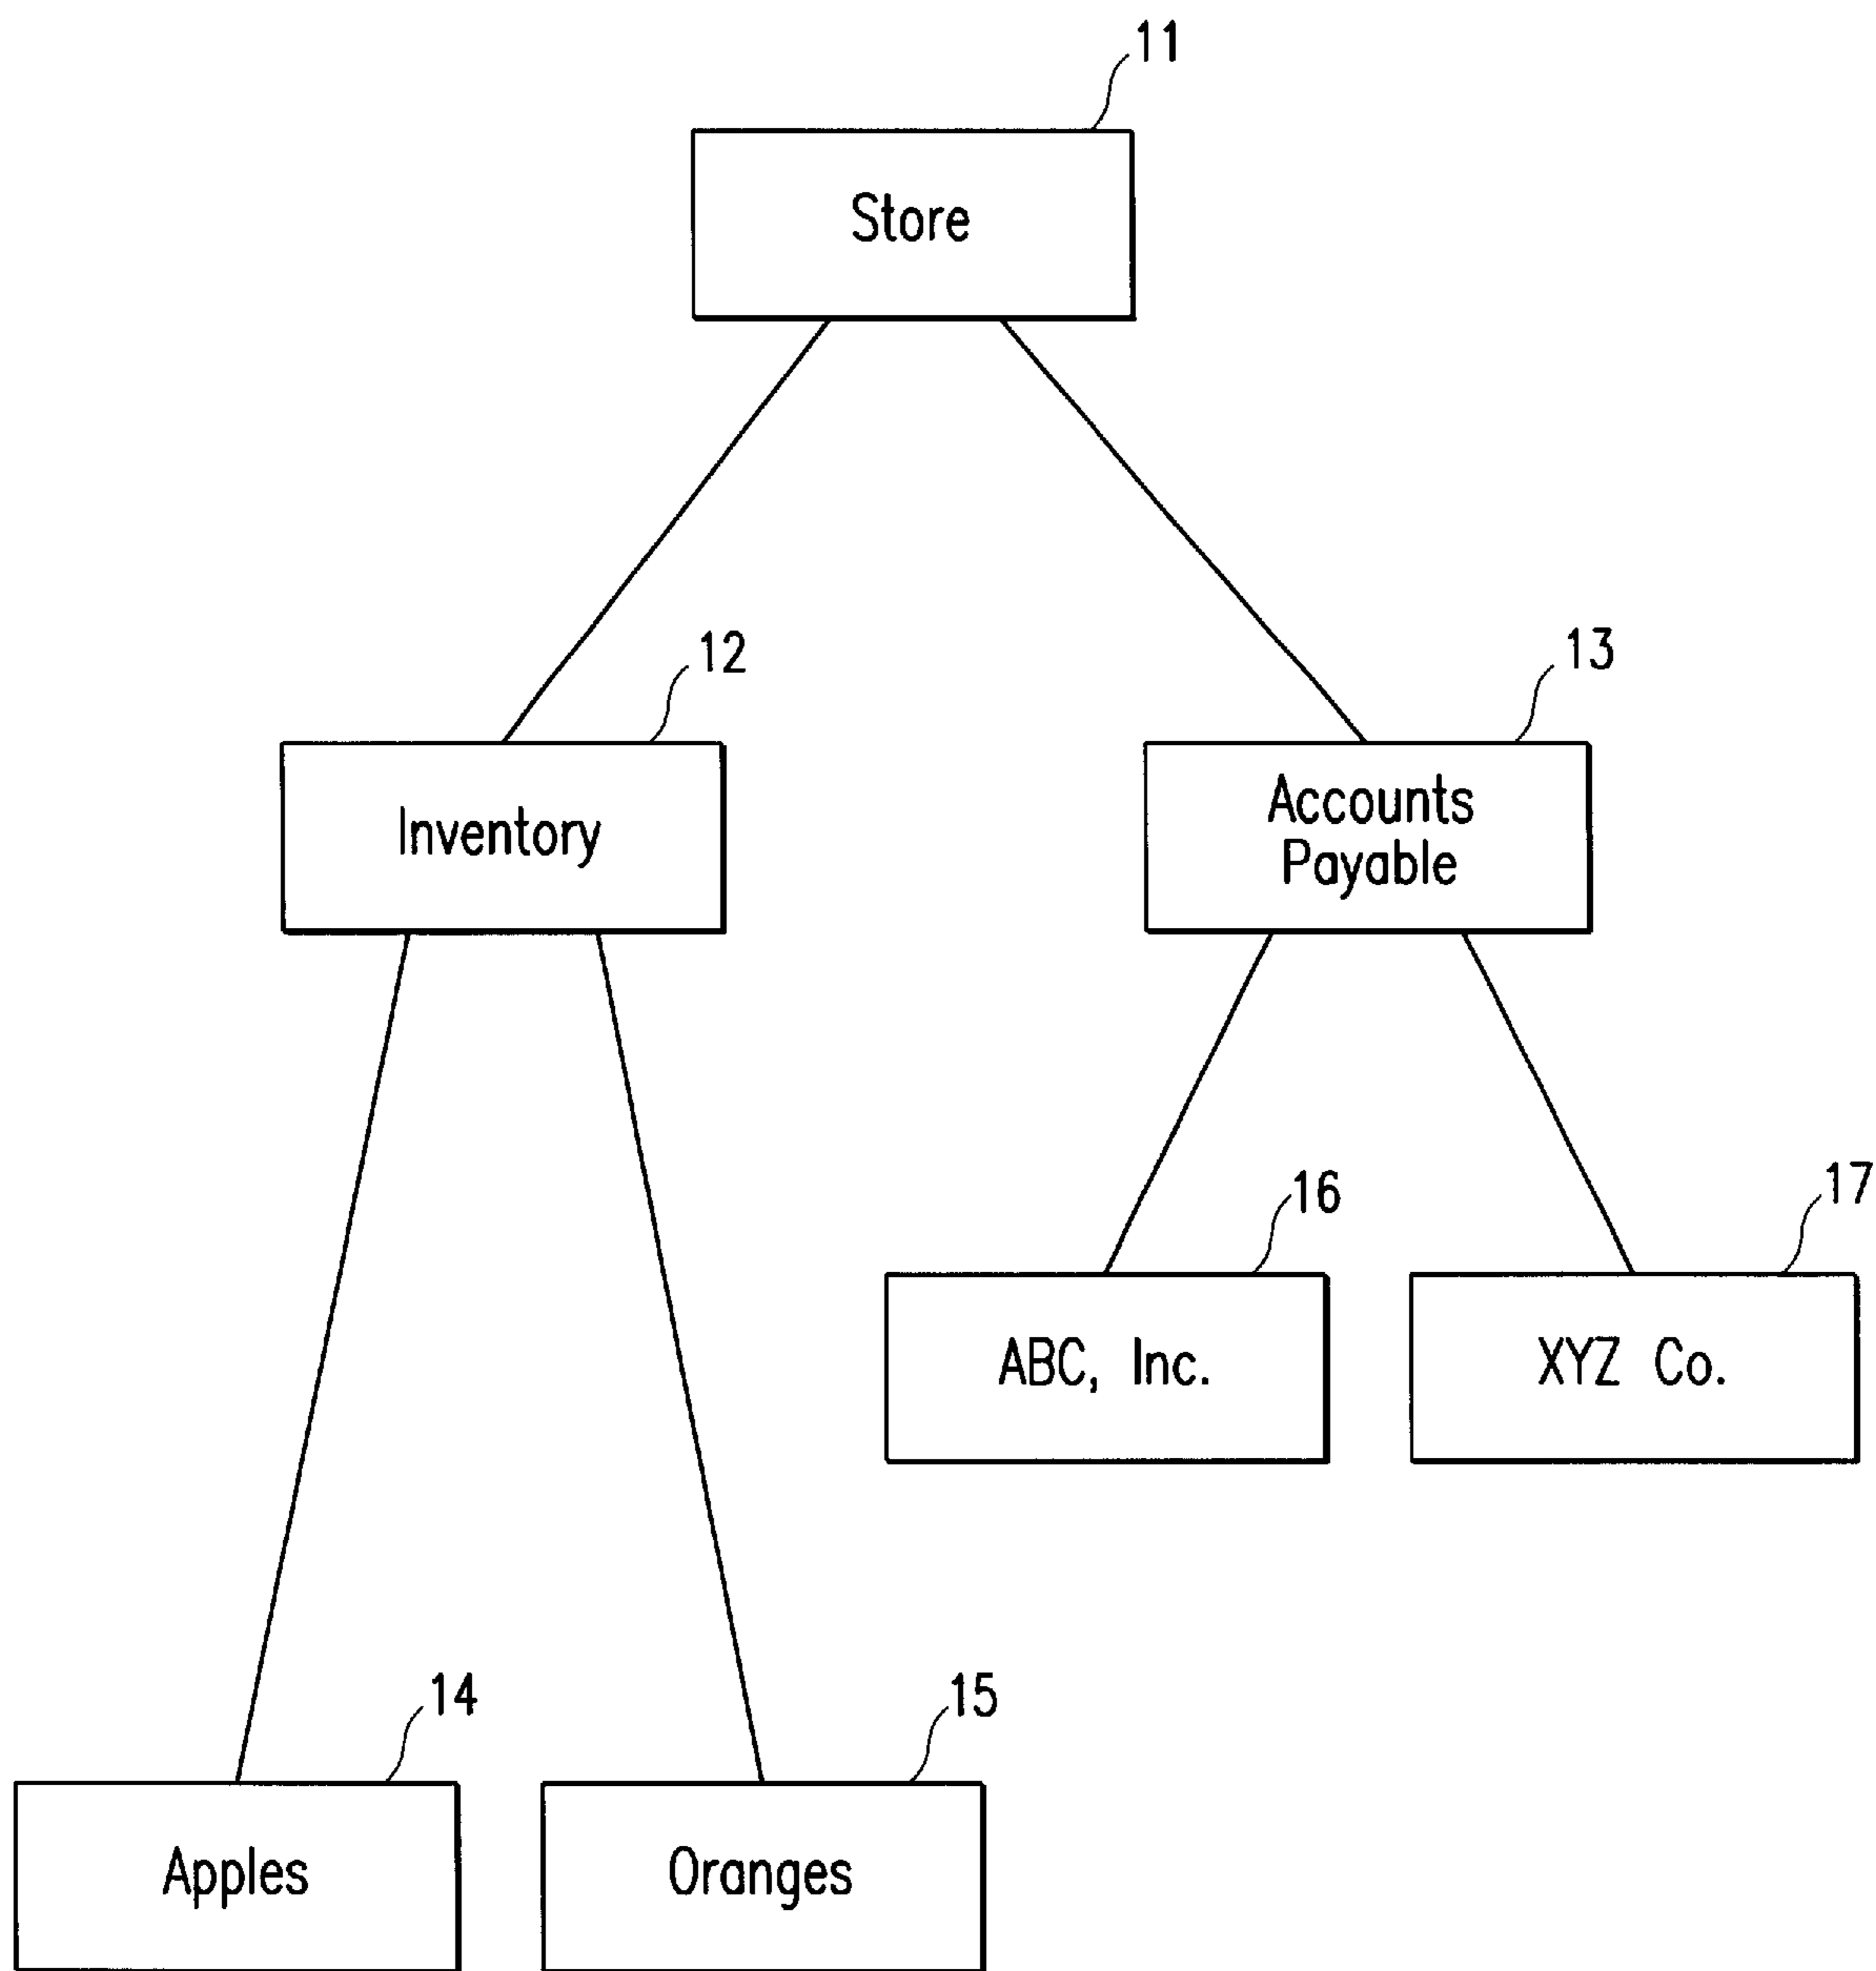 11
Store
12
13
Inventory
Accounts
Payable
16
17
ABC, Inc.
XYZ Co.
14
15
Apples
Oranges